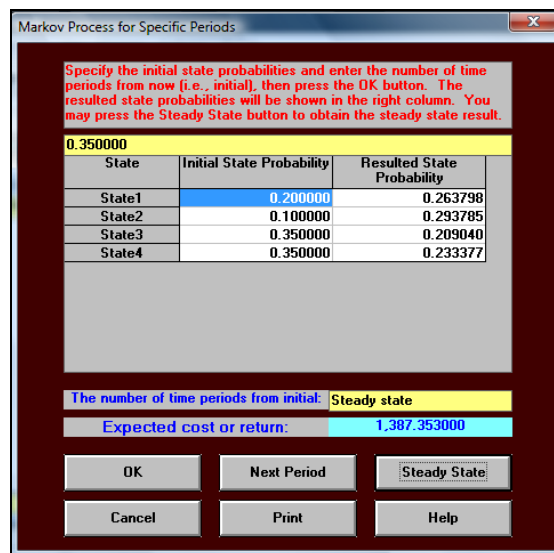 Markov Process for Specific Periods
x
Specify the initial state probabilities and enter the number of time
periods from now (i.e., initial), then press the OK button. The
resulted state probabilities will be shown in the right column. You
may press the Steady State button to obtain the steady state result.
0.350000
State Initial State Probability Resulted State Probability
State1 0.200000 0.263798
State2 0.100000 0.293785
State3 0.350000 0.209040
State4 0.350000 0.233377
The number of time periods from initial: Steady state
Expected cost or return: 1,387.353000
OK Next Period Steady State
Cancel Print Help